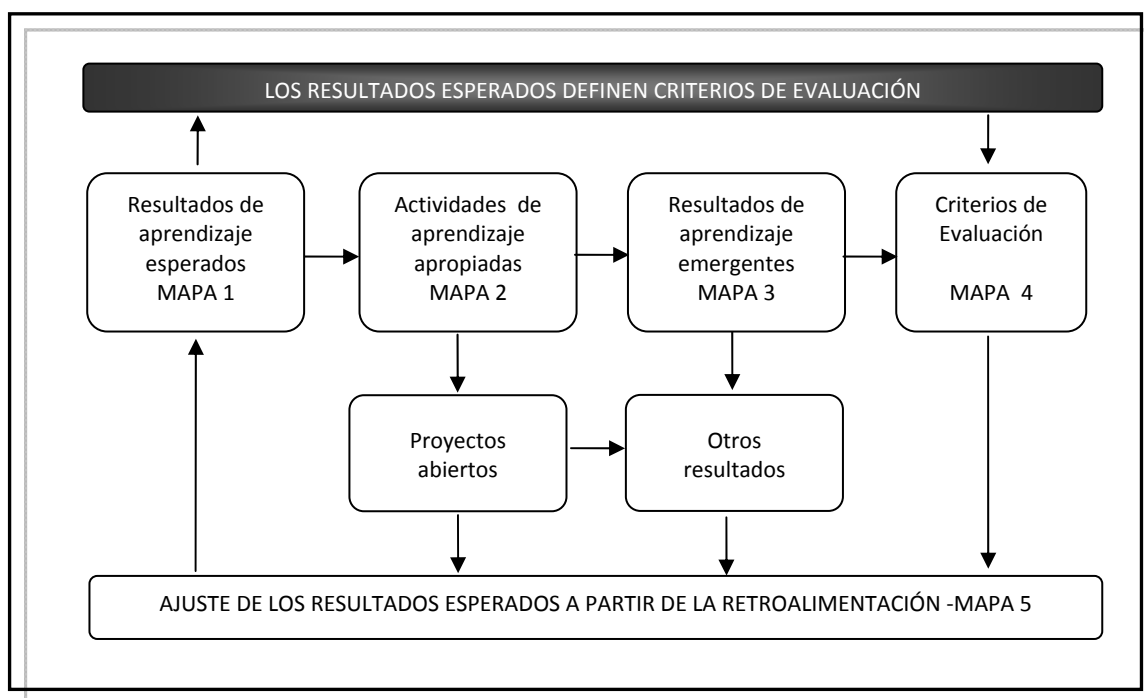 LOS RESULTADOS ESPERADOS DEFINEN CRITERIOS DE EVALUACIÓN
Resultados de
aprendizaje
esperados
MAPA 1
Actividades de
aprendizaje
apropiadas
MAPA 2
Resultados de
aprendizaje
emergentes
MAPA 3
Criterios de
Evaluación
MAPA 4
Proyectos
abiertos
Otros
resultados
AJUSTE DE LOS RESULTADOS ESPERADOS A PARTIR DE LA RETROALIMENTACIÓN -MAPA 5